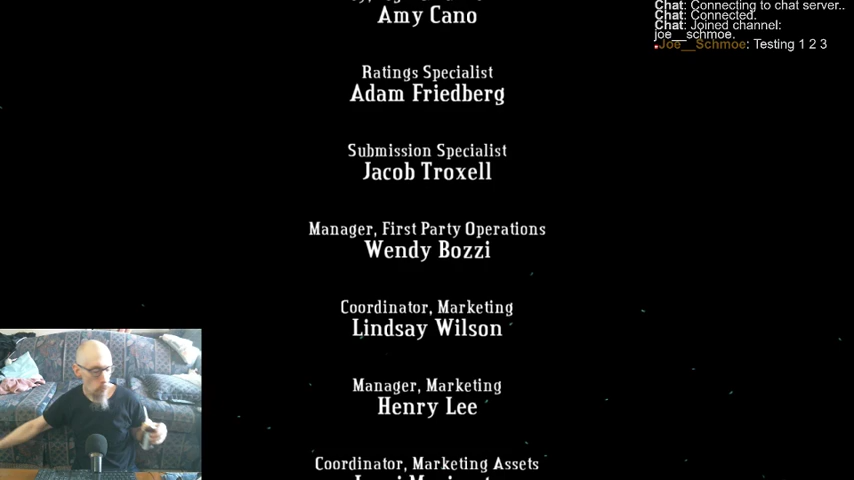 Amy Cano
Ratings Specialist
Adam Friedberg
Submission Specialist
Jacob Troxell
Manager, First Party Operations
Wendy Bozzi
Coordinator, Marketing
Lindsay Wilson
Manager, Marketing
Henry Lee
Coordinator, Marketing Assets
Chat: Connecting to chat server..
Chat: Connected.
Chat: Joined channel:
joe__schmoe.
Joe__Schmoe: Testing 1 2 3